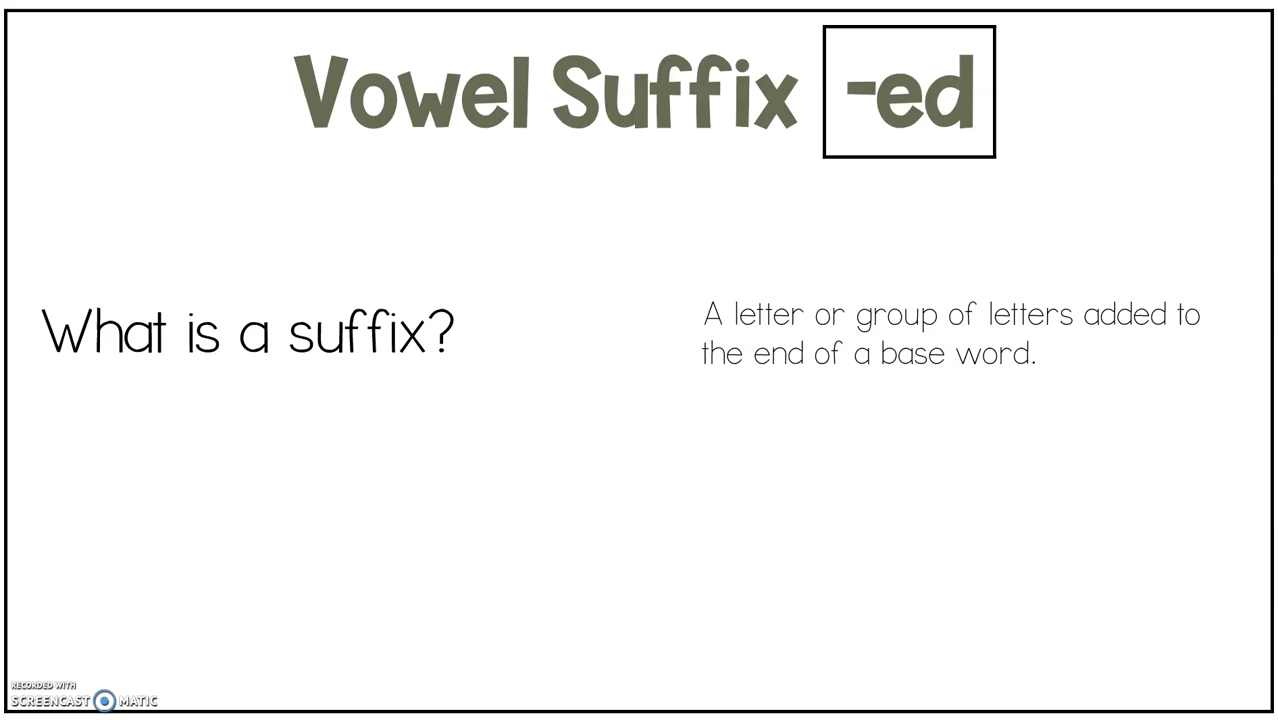 Vowel Suffix -ed
What is a suffix?
A letter or group of letters added to
the end of a base word.
RECORDED WITH
SCREENCAST MATIC